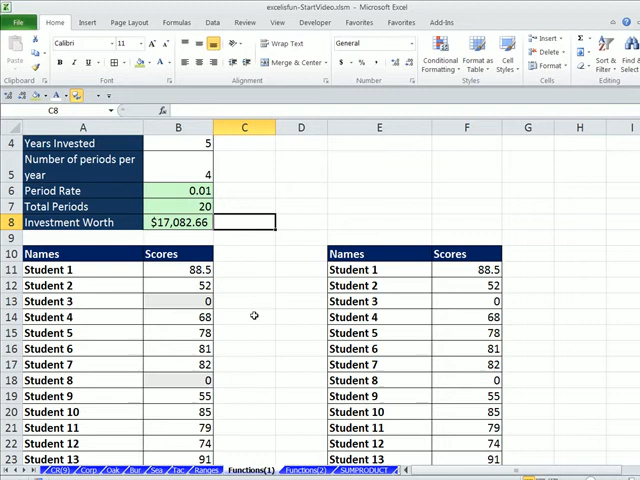 excelisfun-StartVideo.xlsm - Microsoft Excel
File Home Insert Page Layout Formulas Data Review View Developer Favorites Favorites Add-Ins
Calibri 11 Wrap Text General Insert
Paste Merge & Center Conditional Formatting Format as Table Cell Styles Delete Format Sort & Filter Find & Select
Clipboard Font Alignment Number Styles Cells
C8 fx
A B C D E F G H I
4 Years Invested 5
Number of periods per
5 year 4
6 Period Rate 0.01
7 Total Periods 20
8 Investment Worth $17,082.66
9
10 Names Scores Names Scores
11 Student 1 88.5 Student 1 88.5
12 Student 2 52 Student 2 52
13 Student 3 0 Student 3 0
14 Student 4 68 Student 4 68
15 Student 5 78 Student 5 78
16 Student 6 81 Student 6 81
17 Student 7 82 Student 7 82
18 Student 8 0 Student 8 0
19 Student 9 55 Student 9 55
20 Student 10 85 Student 10 85
21 Student 11 79 Student 11 79
22 Student 12 74 Student 12 74
23 Student 13 91 Student 13 91
CR(9) Corp Oak Bur Sea Tac Ranges Functions(1) Functions(2) SUMPRODUCT